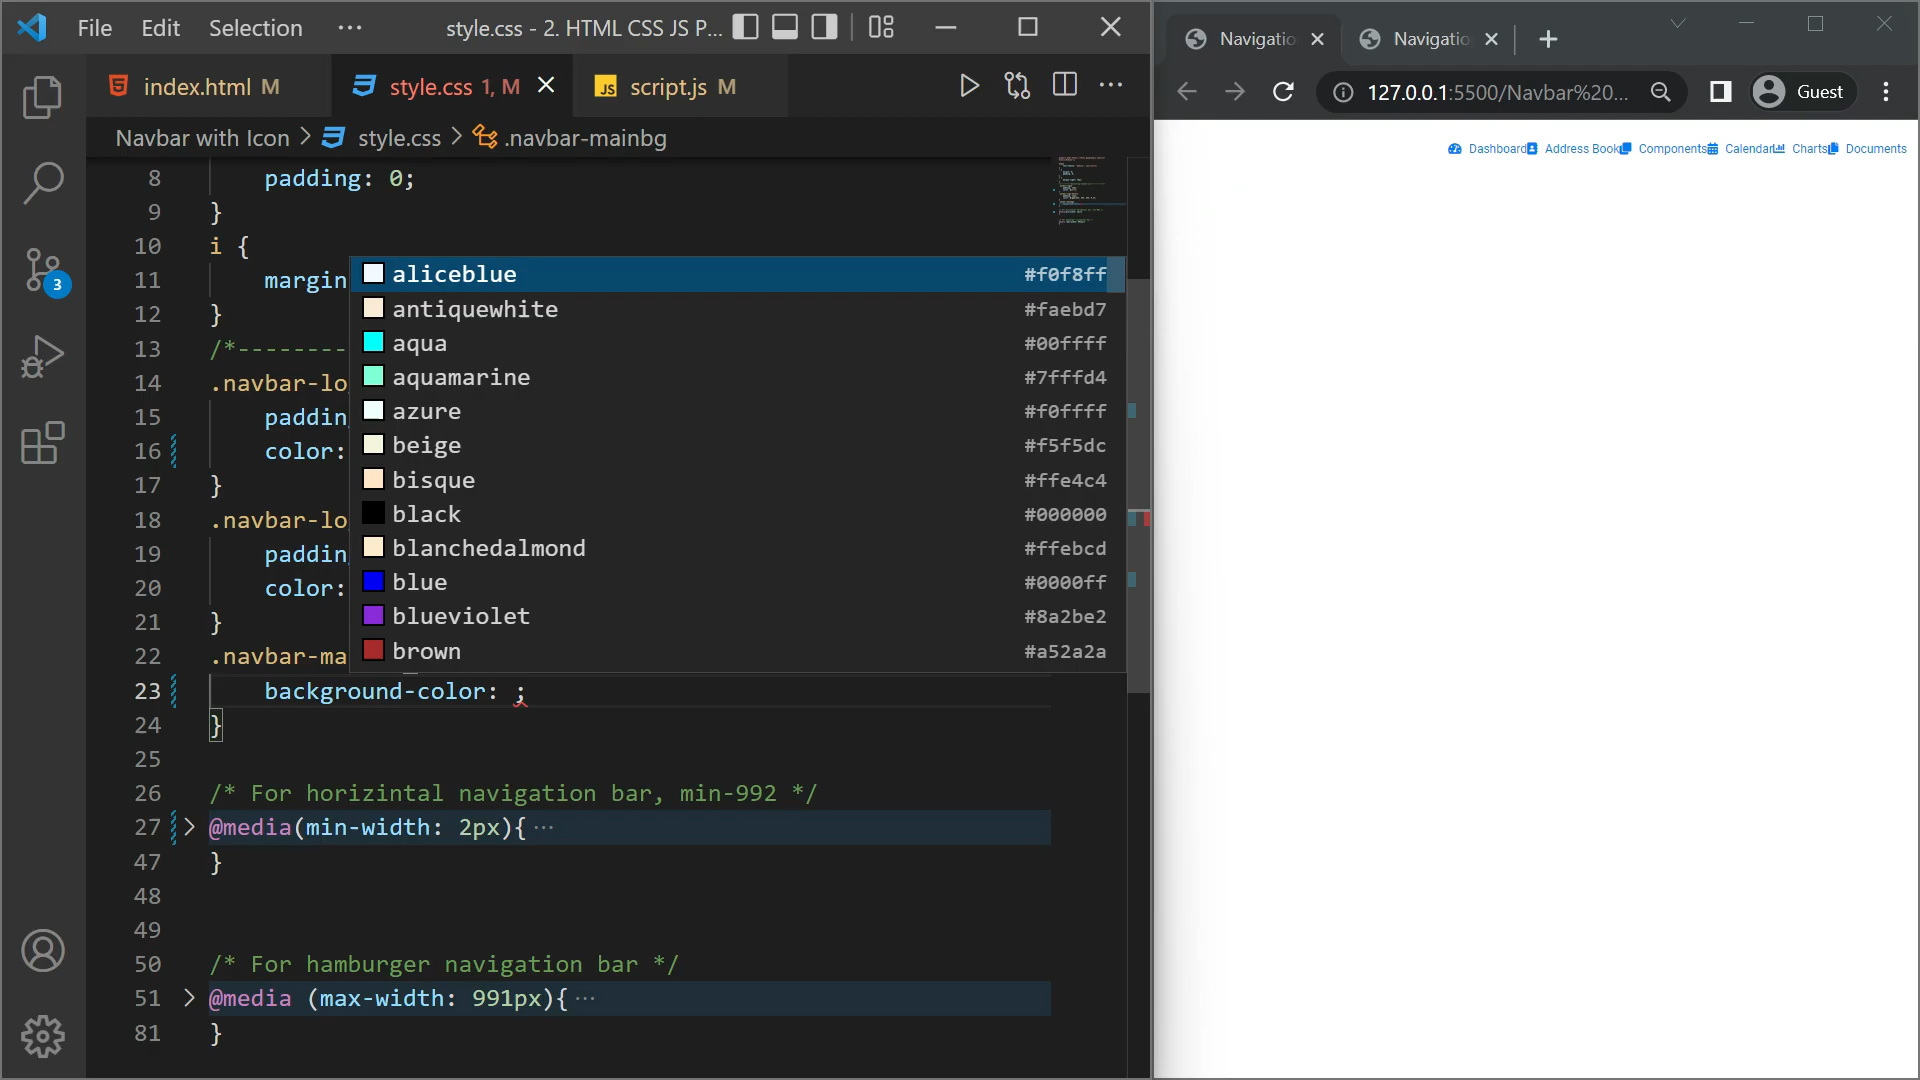 File Edit Selection ··· style.css - 2. HTML CSS JS P...
index.html M style.css 1, M script.js M
Navbar with Icon > style.css > .navbar-mainbg
8 padding: 0;
9 }
10 i {
11 margin
12 }
13 /*--------
14 .navbar-lo
15 paddin
16 color:
17 }
18 .navbar-lo
19 paddin
20 color:
21 }
22 .navbar-ma
23 background-color: ;
24 }
25
26 /* For horizintal navigation bar, min-992 */
27 @media(min-width: 2px){ ···
47 }
48
49
50 /* For hamburger navigation bar */
51 @media (max-width: 991px){ ···
81 }
aliceblue #f0f8ff
antiquewhite #faebd7
aqua #00ffff
aquamarine #7fffd4
azure #f0ffff
beige #f5f5dc
bisque #ffe4c4
black #000000
blanchedalmond #ffebcd
blue #0000ff
blueviolet #8a2be2
brown #a52a2a
3
Navigatio Navigatio
127.0.0.1:5500/Navbar%20... Guest
Dashboard Address Book Components Calendar Charts Documents